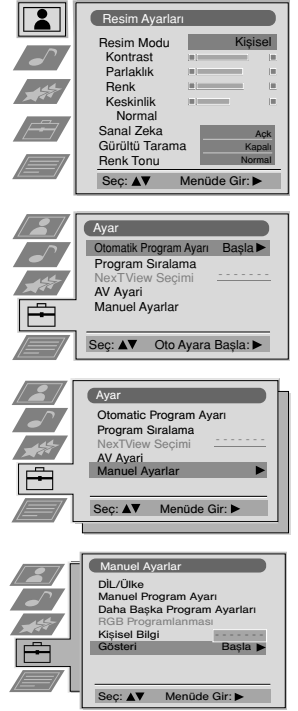 Resim Ayarları
Resim Modu Kişisel
Kontrast
Parlaklık
Renk
Keskinlik
Normal
Sanal Zeka Açk
Gürültü Tarama Kapalı
Renk Tonu Normal
Seç: ▲▼ Menüde Gir: ▶
Ayar
Otomatik Program Ayarı Başla ▶
Program Sıralama
NexTView Seçimi - - - - - -
AV Ayari
Manuel Ayarlar
Seç: ▲▼ Oto Ayara Başla: ▶
Ayar
Otomatic Program Ayarı
Program Sıralama
NexTView Seçimi - - - - - -
AV Ayari
Manuel Ayarlar ▶
Seç: ▲▼ Menüde Gir: ▶
Manuel Ayarlar
DİL/Ülke
Manuel Program Ayarı
Daha Başka Program Ayarları
RGB Programlanması
Kişisel Bilgi - - - - - - -
Gösteri Başla ▶
Seç: ▲▼ Menüde Gir: ▶